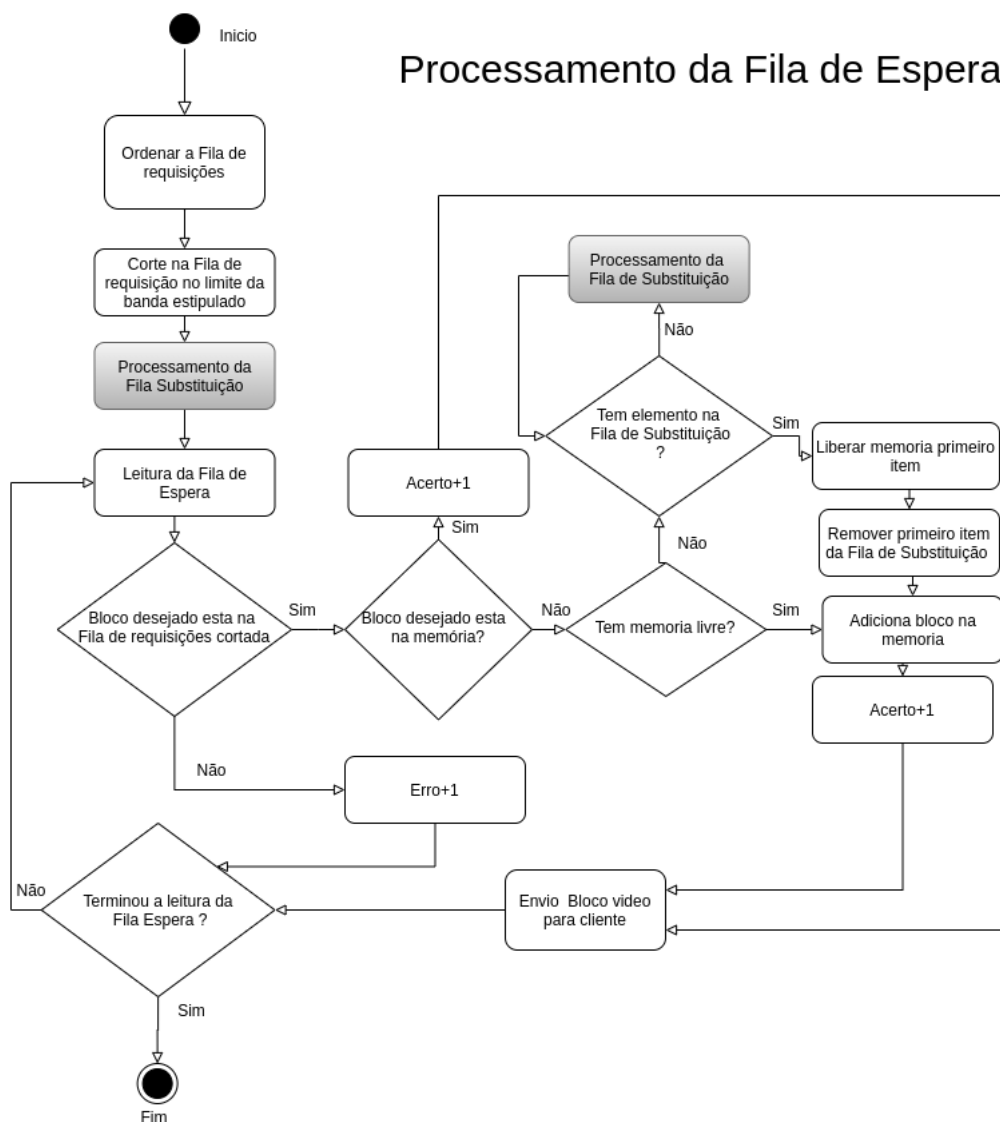 Inicio
Processamento da Fila de Espera
Ordenar a Fila de
requisições
Corte na Fila de
requisição no limite da
banda estipulado
Processamento da
Fila Substituição
Leitura da Fila de
Espera
Bloco desejado esta na
Fila de requisições cortada
Sim
Não
Bloco desejado esta
na memória?
Sim
Acerto+1
Não
Tem memoria livre?
Não
Sim
Tem elemento na
Fila de Substituição
?
Não
Processamento da
Fila de Substituição
Sim
Liberar memoria primeiro
item
Remover primeiro item
da Fila de Substituição
Adiciona bloco na
memoria
Acerto+1
Erro+1
Envio Bloco video
para cliente
Terminou a leitura da
Fila Espera ?
Não
Sim
Fim